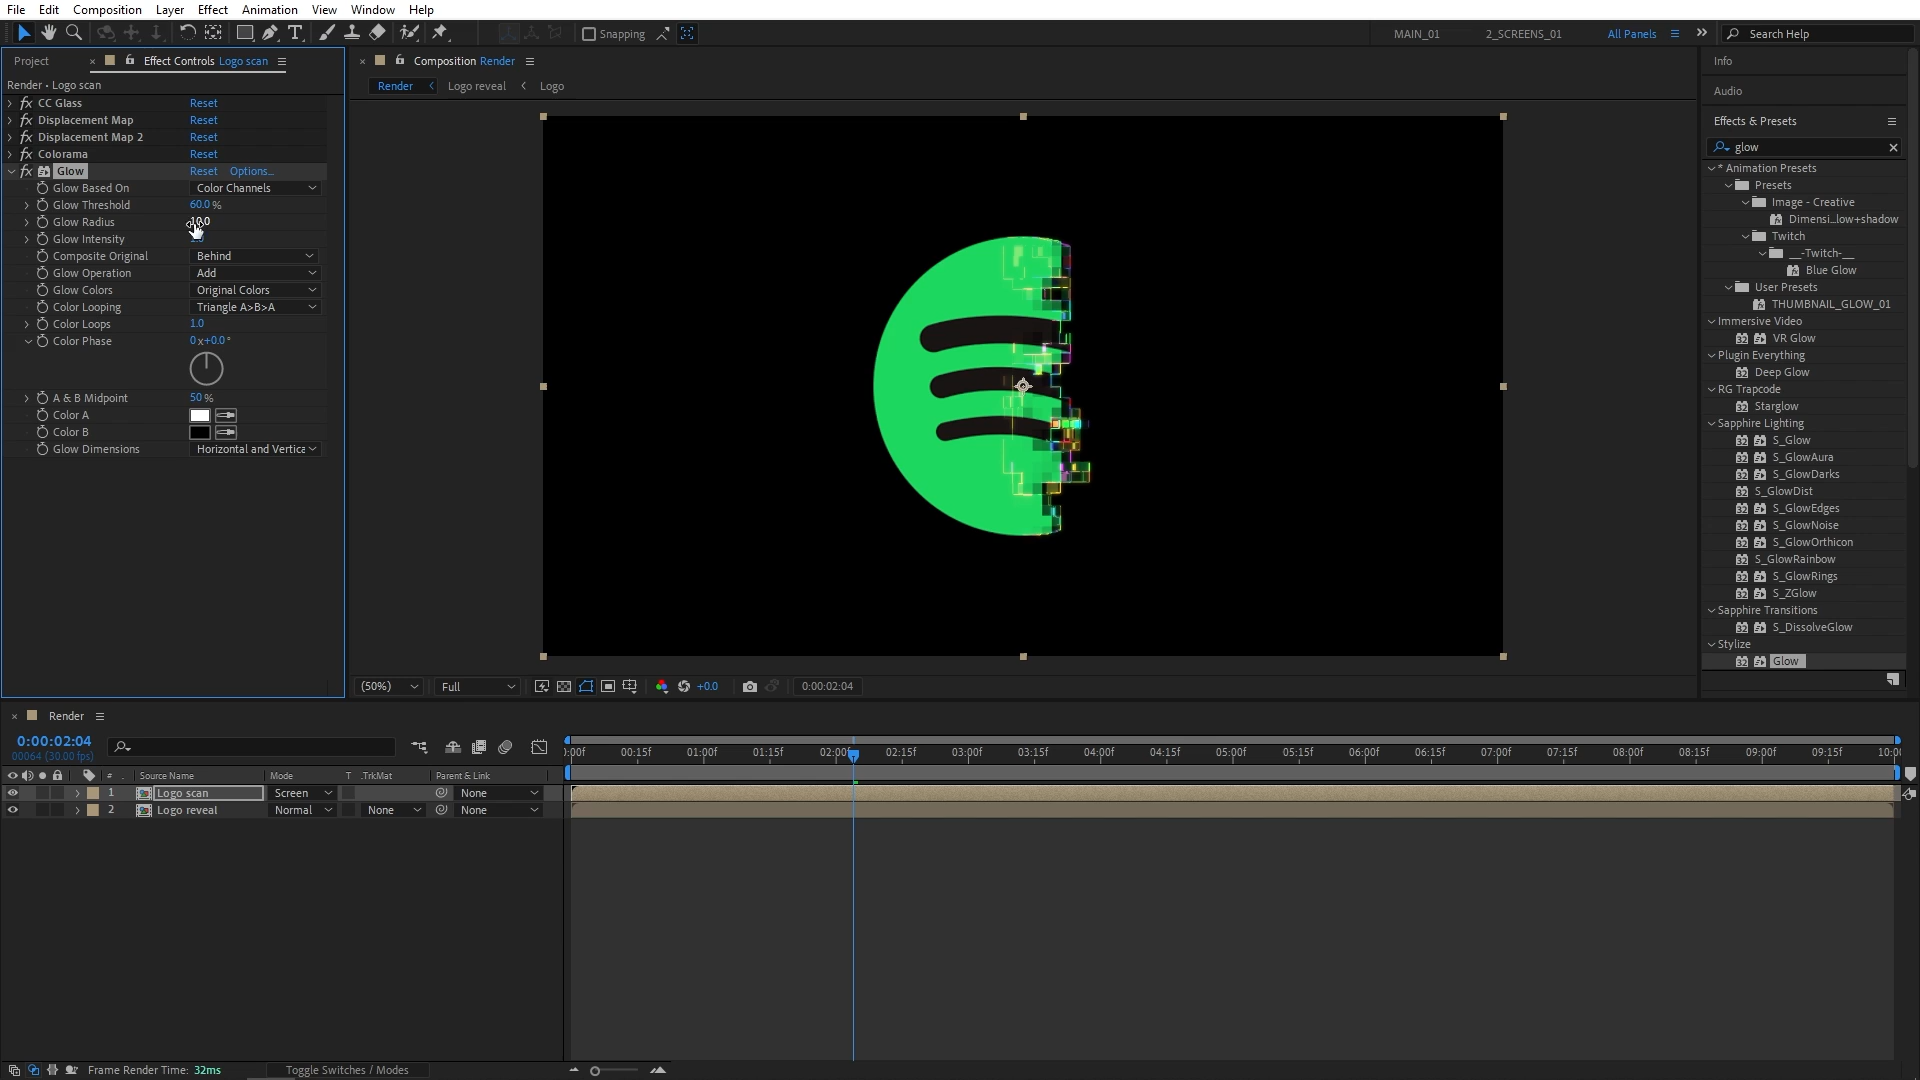 File Edit Composition Layer Effect Animation View Window Help
Snapping
MAIN_01 2_SCREENS_01 All Panels Search Help
Project × Effect Controls Logo scan
Render • Logo scan
fx CC Glass Reset
fx Displacement Map Reset
fx Displacement Map 2 Reset
fx Colorama Reset
fx Glow Reset Options...
Glow Based On Color Channels
Glow Threshold 60.0 %
Glow Radius
Glow Intensity
Composite Original Behind
Glow Operation Add
Glow Colors Original Colors
Color Looping Triangle A>B>A
Color Loops 1.0
Color Phase 0 x+0.0 °
A & B Midpoint 50 %
Color A
Color B
Glow Dimensions Horizontal and Vertica
× Composition Render
Render Logo reveal Logo
(50%) Full +0.0 0:00:02:04
Info
Audio
Effects & Presets
glow
* Animation Presets
Presets
Image - Creative
Dimensi...low+shadow
Twitch
__-Twitch-__
Blue Glow
User Presets
THUMBNAIL_GLOW_01
Immersive Video
VR Glow
Plugin Everything
Deep Glow
RG Trapcode
Starglow
Sapphire Lighting
S_Glow
S_GlowAura
S_GlowDarks
S_GlowDist
S_GlowEdges
S_GlowNoise
S_GlowOrthicon
S_GlowRainbow
S_GlowRings
S_ZGlow
Sapphire Transitions
S_DissolveGlow
Stylize
Glow
× Render
0:00:02:04
00064 (30.00 fps)
:00f 00:15f 01:00f 01:15f 02:00f 02:15f 03:00f 03:15f 04:00f 04:15f 05:00f 05:15f 06:00f 06:15f 07:00f 07:15f 08:00f 08:15f 09:00f 09:15f 10:0
# Source Name Mode T .TrkMat Parent & Link
1 Logo scan Screen None
2 Logo reveal Normal None None
Frame Render Time: 32ms Toggle Switches / Modes